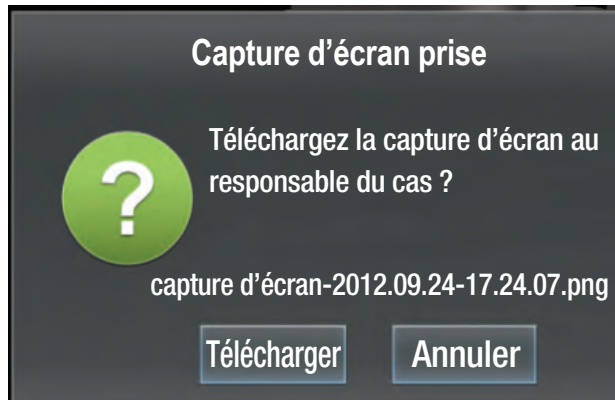 Capture d’écran prise
Téléchargez la capture d’écran au
responsable du cas ?
capture d’écran-2012.09.24-17.24.07.png
Télécharger
Annuler